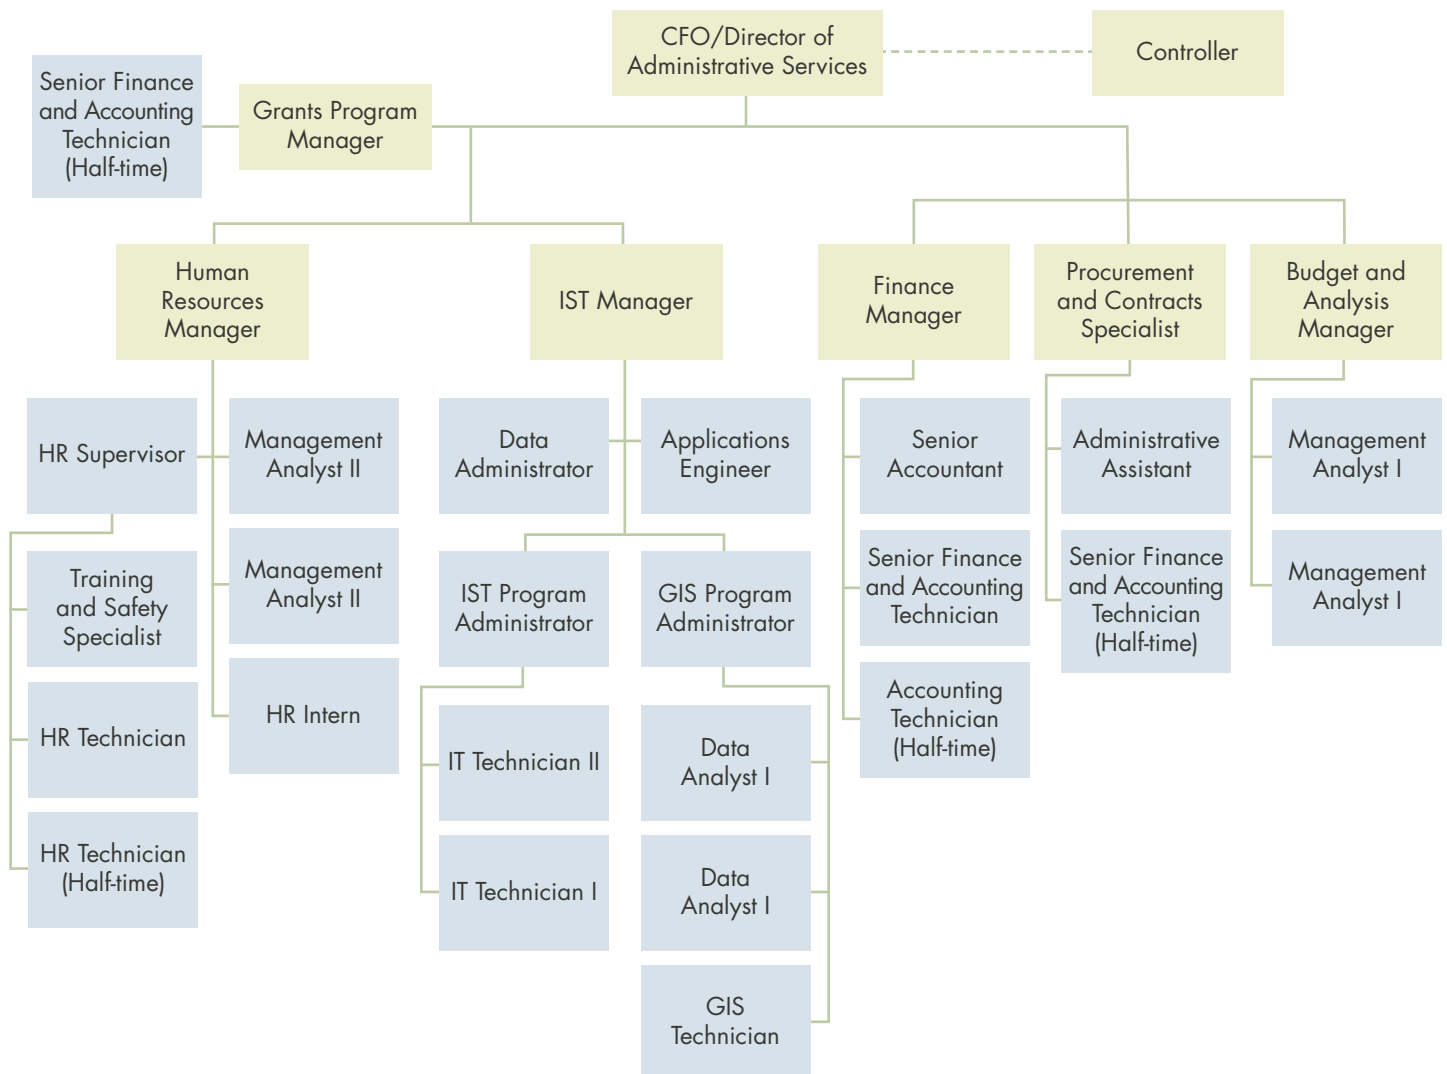 CFO/Director of
Administrative Services
Controller
Senior Finance
and Accounting
Technician
(Half-time)
Grants Program
Manager
Human
Resources
Manager
IST Manager
Finance
Manager
Procurement
and Contracts
Specialist
Budget and
Analysis
Manager
HR Supervisor
Management
Analyst II
Data
Administrator
Applications
Engineer
Senior
Accountant
Administrative
Assistant
Management
Analyst I
Training
and Safety
Specialist
Management
Analyst II
IST Program
Administrator
GIS Program
Administrator
Senior Finance
and Accounting
Technician
Senior Finance
and Accounting
Technician
(Half-time)
Management
Analyst I
HR Technician
HR Intern
IT Technician II
Data
Analyst I
Accounting
Technician
(Half-time)
HR Technician
(Half-time)
IT Technician I
Data
Analyst I
GIS
Technician